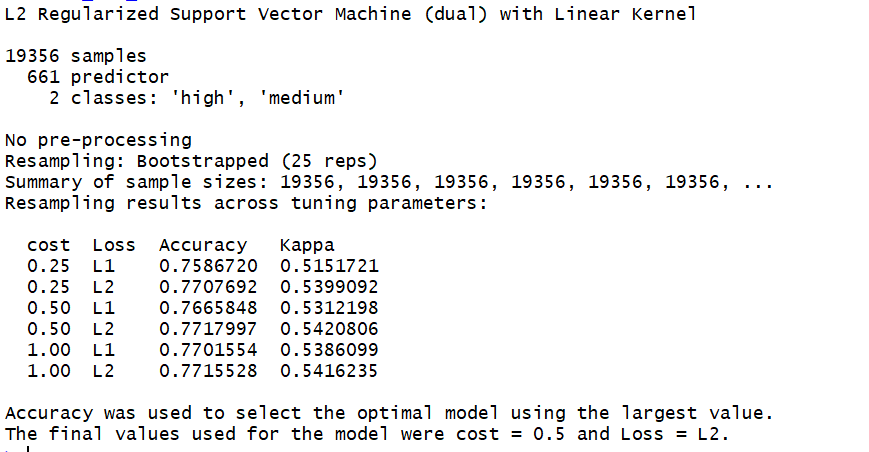 L2 Regularized Support Vector Machine (dual) with Linear Kernel
19356 samples
661 predictor
2 classes: 'high', 'medium'
No pre-processing
Resampling: Bootstrapped (25 reps)
Summary of sample sizes: 19356, 19356, 19356, 19356, 19356, 19356, ...
Resampling results across tuning parameters:
cost Loss Accuracy Kappa
0.25 L1 0.7586720 0.5151721
0.25 L2 0.7707692 0.5399092
0.50 L1 0.7665848 0.5312198
0.50 L2 0.7717997 0.5420806
1.00 L1 0.7701554 0.5386099
1.00 L2 0.7715528 0.5416235
Accuracy was used to select the optimal model using the largest value.
The final values used for the model were cost = 0.5 and Loss = L2.